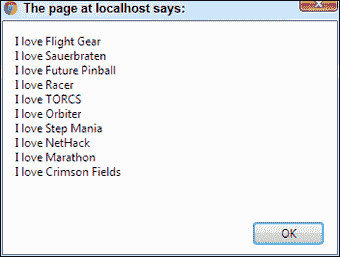 The page at localhost says:
I love Flight Gear
I love Sauerbraten
I love Future Pinball
I love Racer
I love TORCS
I love Orbiter
I love Step Mania
I love NetHack
I love Marathon
I love Crimson Fields
OK